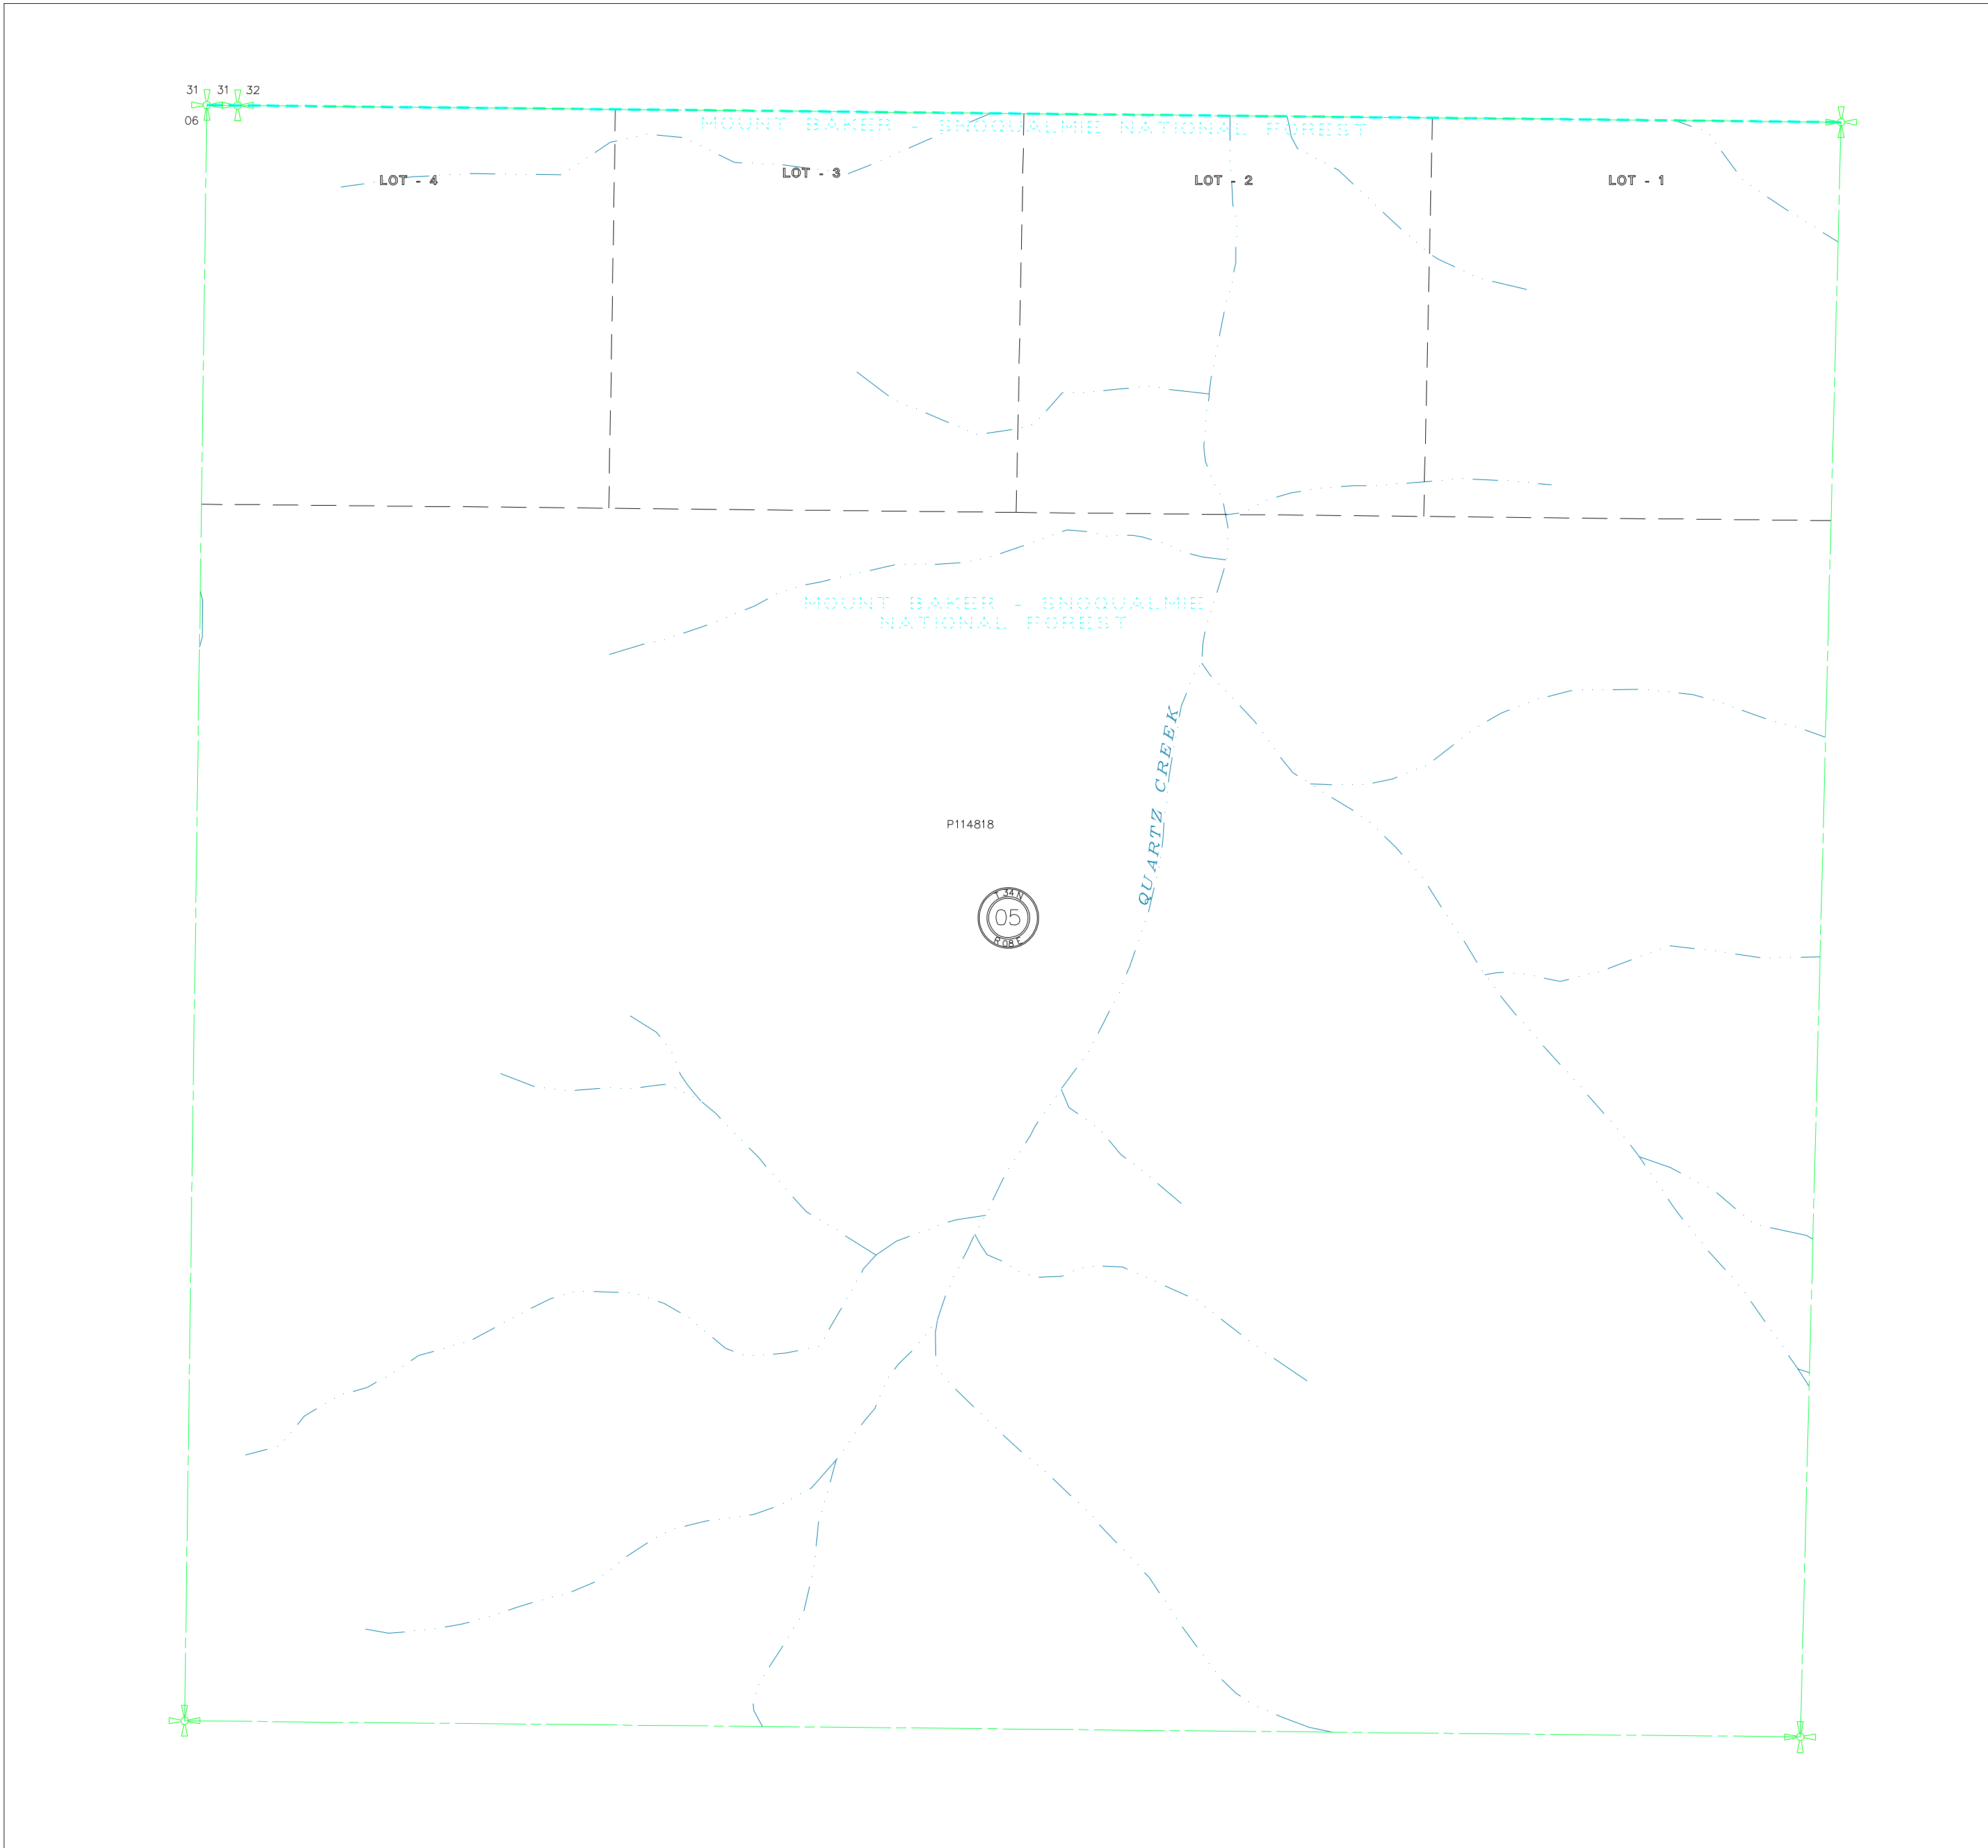 31 31 32
06
MOUNT BAKER - SNOQUALMIE NATIONAL FOREST
LOT - 4
LOT - 3
LOT - 2
LOT - 1
MOUNT BAKER - SNOQUALMIE
NATIONAL FOREST
QUARTZ CREEK
P114818
T 34 N
05
R 08 E